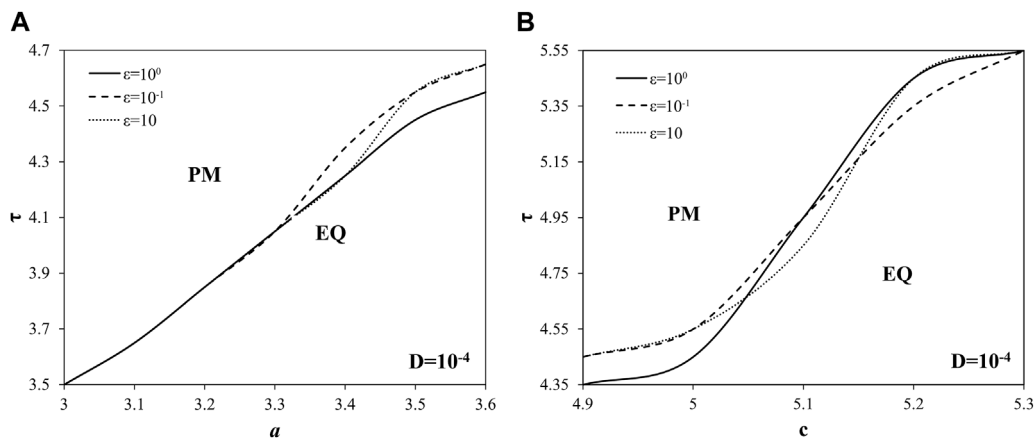 A
4.7
4.5
4.3
4.1
3.9
3.7
3.5
τ
ε=10⁰
ε=10⁻¹
ε=10
PM
EQ
D=10⁻⁴
3 3.1 3.2 3.3 3.4 3.5 3.6
a
B
5.55
5.35
5.15
4.95
4.75
4.55
4.35
τ
ε=10⁰
ε=10⁻¹
ε=10
PM
EQ
D=10⁻⁴
4.9 5 5.1 5.2 5.3
c